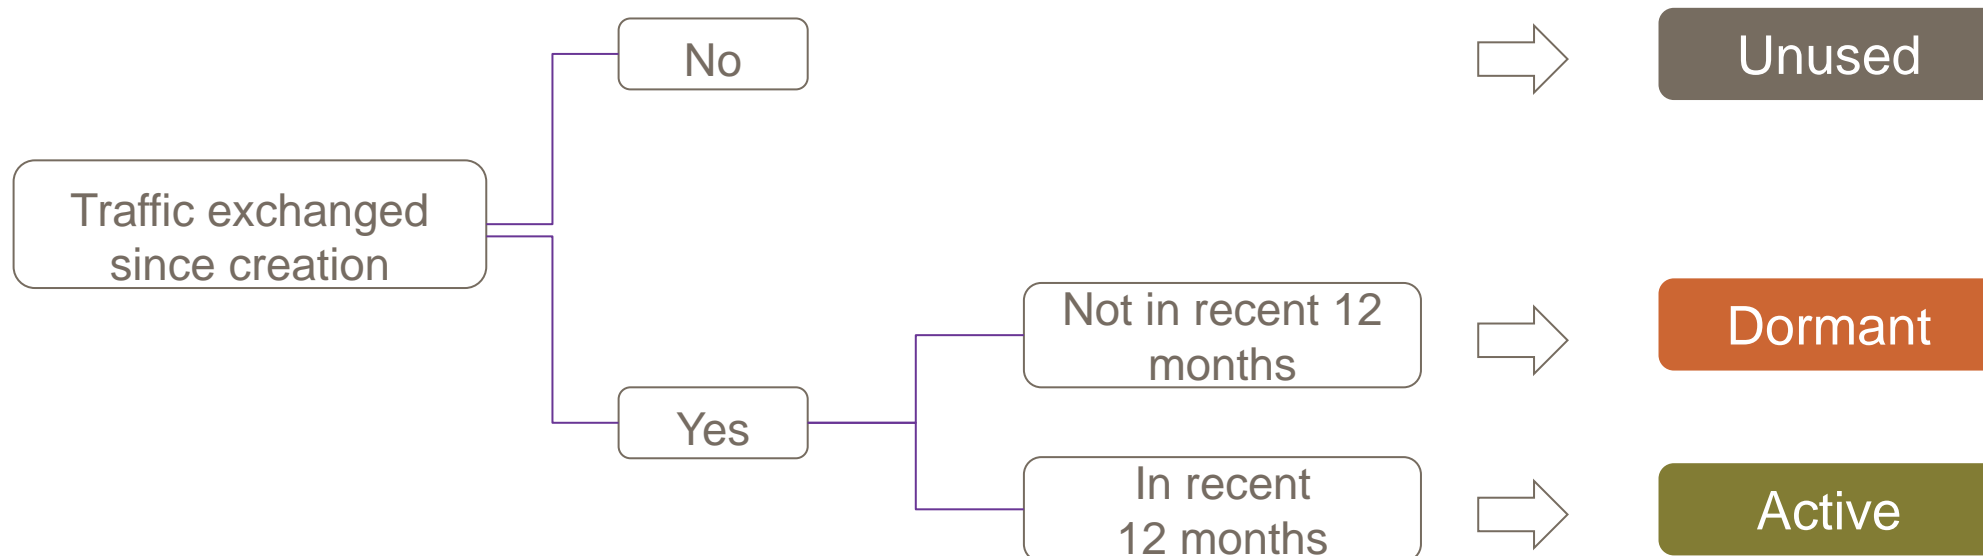 No
Unused
Traffic exchanged
since creation
Not in recent 12
months
Dormant
Yes
In recent
12 months
Active